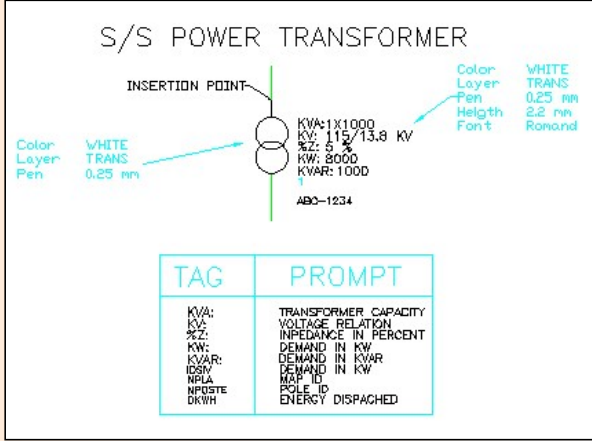 S/S POWER TRANSFORMER
INSERTION POINT
Color WHITE
Layer TRANS
Pen 0.25 mm
Heigth 2.2 mm
Font Romand
KVA:1X1000
KV: 115/13.8 KV
%Z: 5 %
KW: 8000
KVAR: 1000
1
ABC-1234
Color WHITE
Layer TRANS
Pen 0.25 mm
TAG PROMPT
KVA: TRANSFORMER CAPACITY
KV: VOLTAGE RELATION
%Z: INPEDANCE IN PERCENT
KW: DEMAND IN KW
KVAR: DEMAND IN KVAR
IDSIV DEMAND IN KW
NPLA MAP ID
NPOSTE POLE ID
DKWH ENERGY DISPACHED